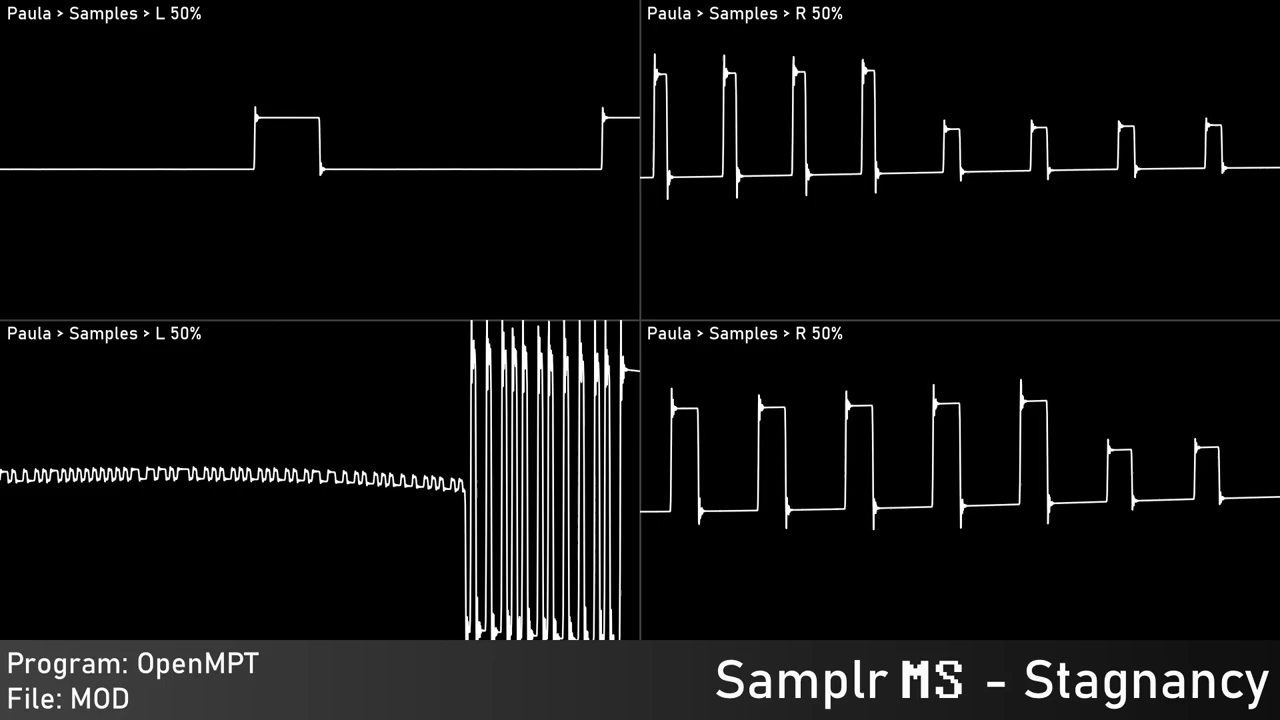 Paula > Samples > L 50%
Paula > Samples > R 50%
Paula > Samples > L 50%
Paula > Samples > R 50%
Program: OpenMPT
File: MOD
Samplr MS - Stagnancy